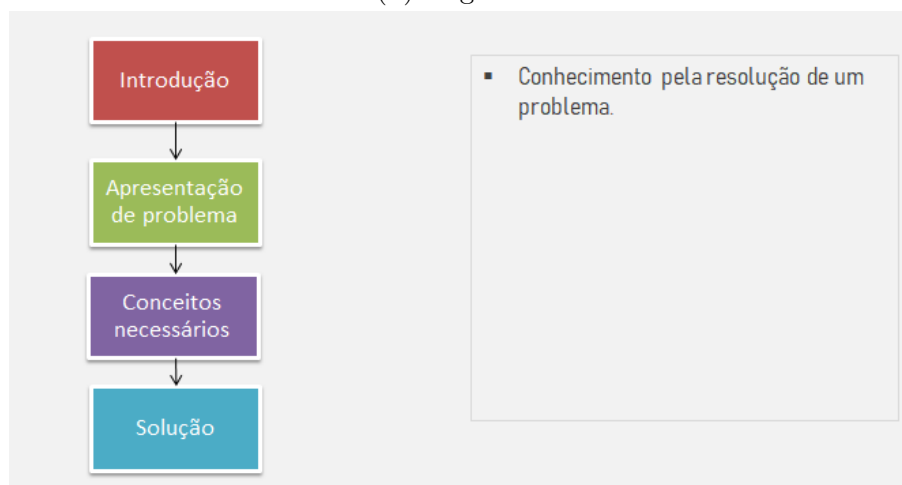 Introdução
Apresentação
de problema
Conceitos
necessários
Solução
▪ Conhecimento pela resolução de um
problema.